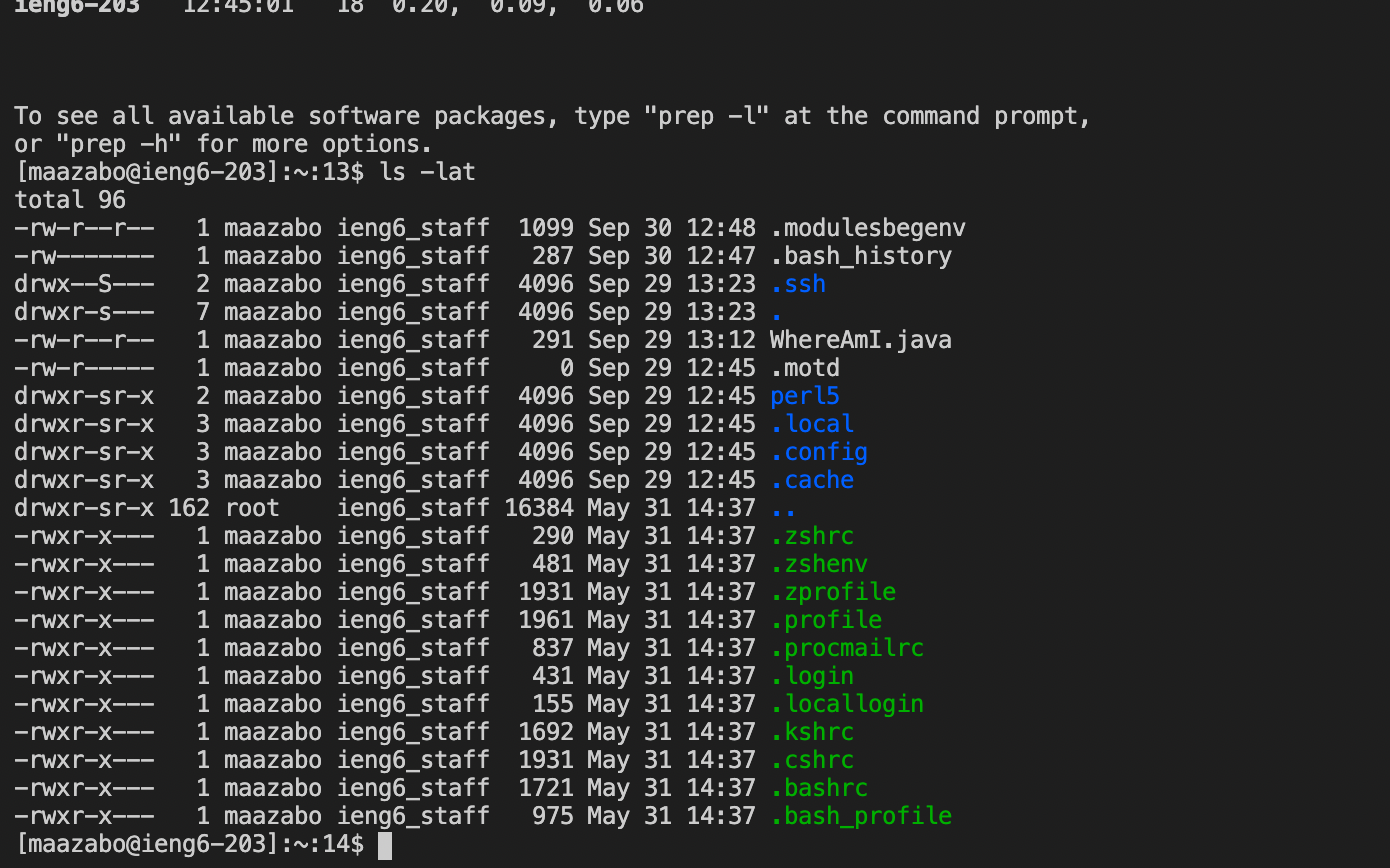 ieng6-203   12:45:01   18  0.20,  0.09,  0.06
To see all available software packages, type "prep -l" at the command prompt,
or "prep -h" for more options.
[maazabo@ieng6-203]:~:13$ ls -lat
total 96
-rw-r--r--   1 maazabo ieng6_staff  1099 Sep 30 12:48 .modulesbegenv
-rw-------   1 maazabo ieng6_staff   287 Sep 30 12:47 .bash_history
drwx--S---   2 maazabo ieng6_staff  4096 Sep 29 13:23 .ssh
drwxr-s---   7 maazabo ieng6_staff  4096 Sep 29 13:23 .
-rw-r--r--   1 maazabo ieng6_staff   291 Sep 29 13:12 WhereAmI.java
-rw-r-----   1 maazabo ieng6_staff     0 Sep 29 12:45 .motd
drwxr-sr-x   2 maazabo ieng6_staff  4096 Sep 29 12:45 perl5
drwxr-sr-x   3 maazabo ieng6_staff  4096 Sep 29 12:45 .local
drwxr-sr-x   3 maazabo ieng6_staff  4096 Sep 29 12:45 .config
drwxr-sr-x   3 maazabo ieng6_staff  4096 Sep 29 12:45 .cache
drwxr-sr-x 162 root    ieng6_staff 16384 May 31 14:37 ..
-rwxr-x---   1 maazabo ieng6_staff   290 May 31 14:37 .zshrc
-rwxr-x---   1 maazabo ieng6_staff   481 May 31 14:37 .zshenv
-rwxr-x---   1 maazabo ieng6_staff  1931 May 31 14:37 .zprofile
-rwxr-x---   1 maazabo ieng6_staff  1961 May 31 14:37 .profile
-rwxr-x---   1 maazabo ieng6_staff   837 May 31 14:37 .procmailrc
-rwxr-x---   1 maazabo ieng6_staff   431 May 31 14:37 .login
-rwxr-x---   1 maazabo ieng6_staff   155 May 31 14:37 .locallogin
-rwxr-x---   1 maazabo ieng6_staff  1692 May 31 14:37 .kshrc
-rwxr-x---   1 maazabo ieng6_staff  1931 May 31 14:37 .cshrc
-rwxr-x---   1 maazabo ieng6_staff  1721 May 31 14:37 .bashrc
-rwxr-x---   1 maazabo ieng6_staff   975 May 31 14:37 .bash_profile
[maazabo@ieng6-203]:~:14$